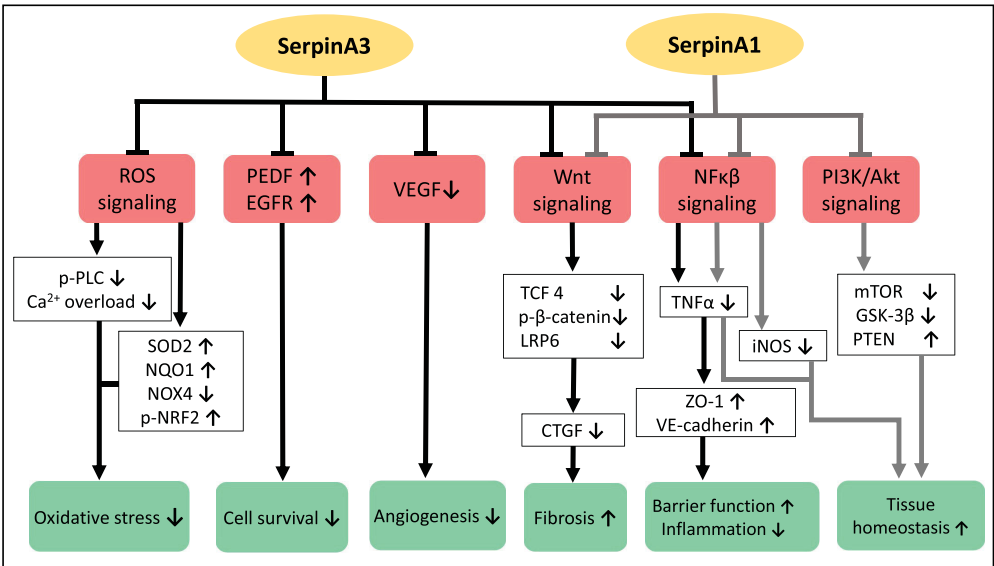 SerpinA3
SerpinA1
ROS
signaling
PEDF ↑
EGFR ↑
VEGF↓
Wnt
signaling
NFκβ
signaling
PI3K/Akt
signaling
p-PLC ↓
Ca²⁺ overload ↓
SOD2 ↑
NQO1 ↑
NOX4 ↓
p-NRF2 ↑
TCF 4 ↓
p-β-catenin↓
LRP6 ↓
CTGF ↓
TNFα ↓
iNOS ↓
ZO-1 ↑
VE-cadherin ↑
mTOR ↓
GSK-3β ↓
PTEN ↑
Oxidative stress ↓
Cell survival ↓
Angiogenesis ↓
Fibrosis ↑
Barrier function ↑
Inflammation ↓
Tissue
homeostasis ↑